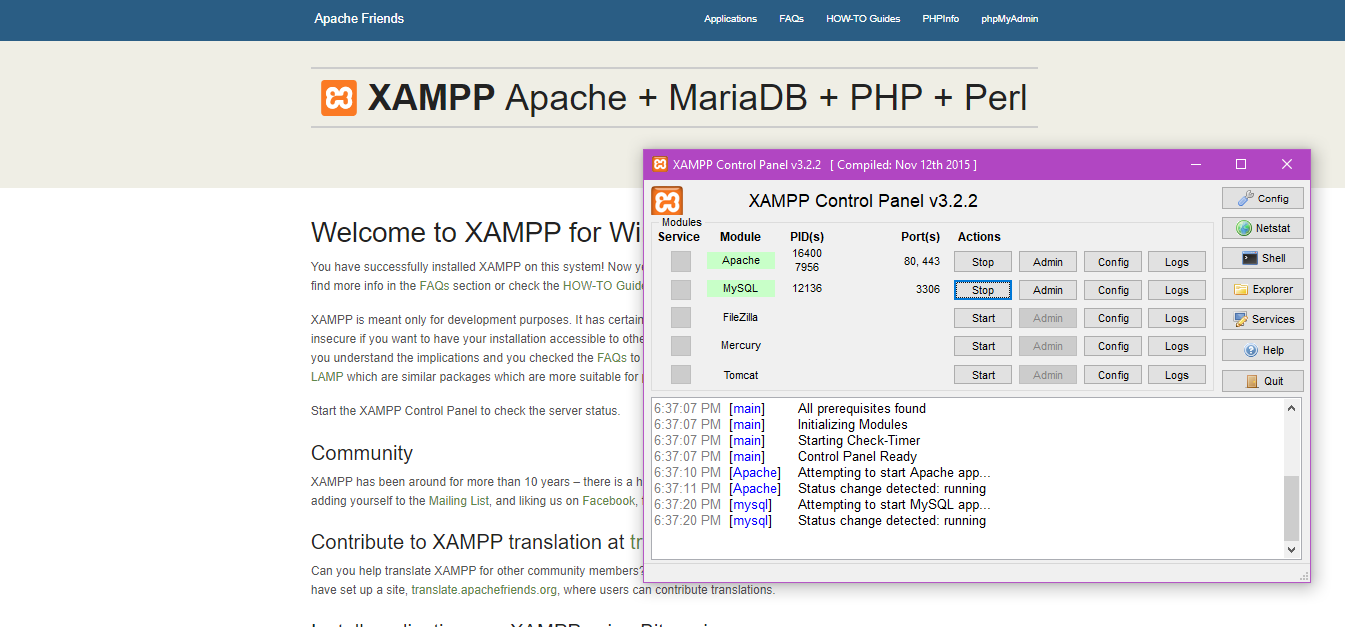 Apache Friends
Applications FAQs HOW-TO Guides PHPInfo phpMyAdmin
XAMPP Apache + MariaDB + PHP + Perl
Welcome to XAMPP for Wi
You have successfully installed XAMPP on this system! Now
find more info in the FAQs section or check the HOW-TO
XAMPP is meant only for development purposes. It has
insecure if you want to have your installation accessible to
you understand the implications and you checked the FAQs to
LAMP which are similar packages which are more suitable for
Start the XAMPP Control Panel to check the server status.
Community
XAMPP has been around for more than 10 years – there is a
adding yourself to the Mailing List, and liking us on Facebook,
Contribute to XAMPP translation at
Can you help translate XAMPP for other community members?
have set up a site, translate.apachefriends.org, where users can contribute translations.
XAMPP Control Panel v3.2.2 [ Compiled: Nov 12th 2015 ]
XAMPP Control Panel v3.2.2
Modules
Service Module PID(s) Port(s) Actions
Apache 16400 7956 80, 443 Stop Admin Config Logs
MySQL 12136 3306 Stop Admin Config Logs
FileZilla Start Admin Config Logs
Mercury Start Admin Config Logs
Tomcat Start Admin Config Logs
Config
Netstat
Shell
Explorer
Services
Help
Quit
6:37:07 PM [main] All prerequisites found
6:37:07 PM [main] Initializing Modules
6:37:07 PM [main] Starting Check-Timer
6:37:07 PM [main] Control Panel Ready
6:37:10 PM [Apache] Attempting to start Apache app...
6:37:11 PM [Apache] Status change detected: running
6:37:20 PM [mysql] Attempting to start MySQL app...
6:37:20 PM [mysql] Status change detected: running